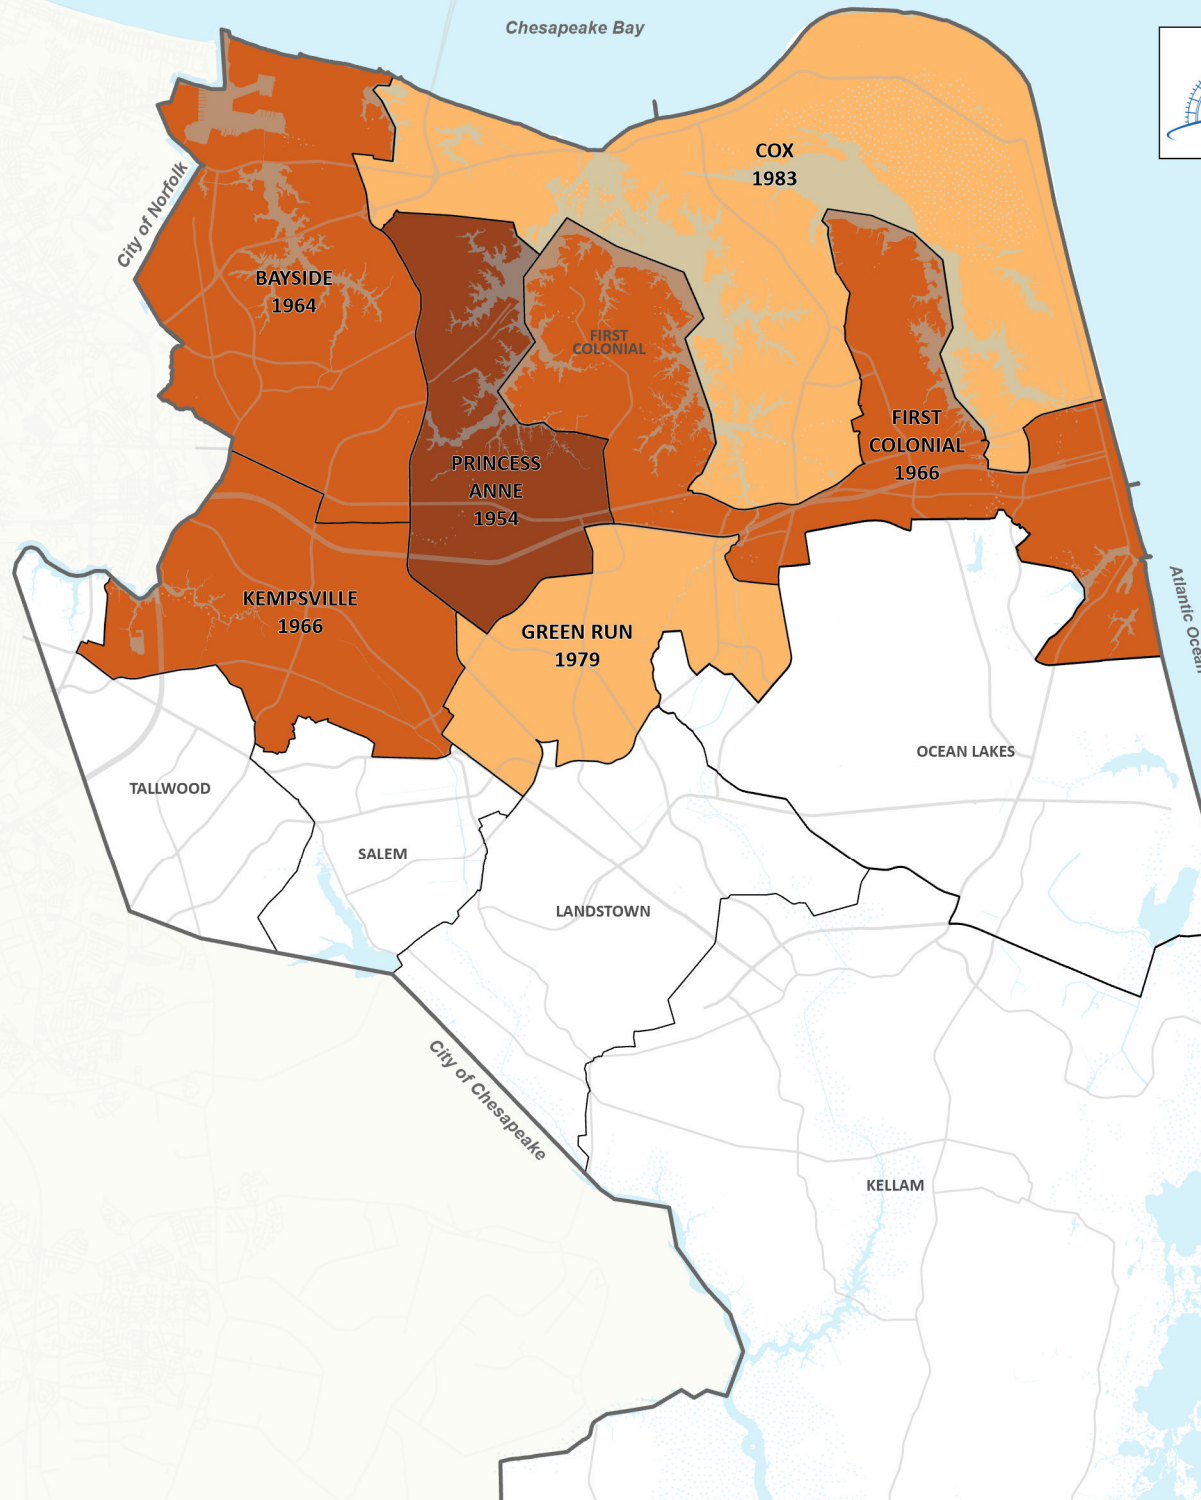 Chesapeake Bay
COX
1983
City of Norfolk
BAYSIDE
1964
FIRST
COLONIAL
FIRST
COLONIAL
1966
PRINCESS
ANNE
1954
KEMPSVILLE
1966
GREEN RUN
1979
Atlantic Ocean
OCEAN LAKES
TALLWOOD
SALEM
LANDSTOWN
City of Chesapeake
KELLAM